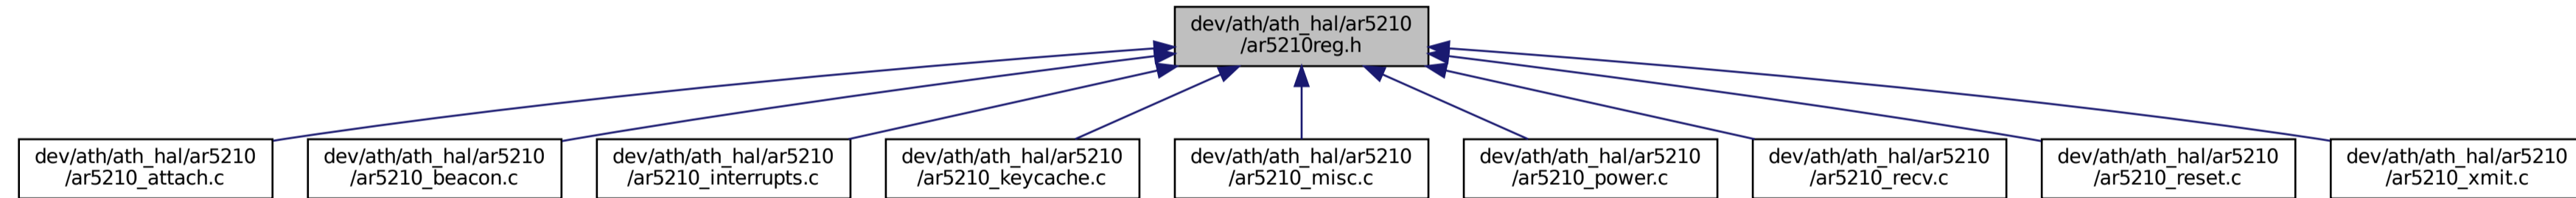 dev/ath/ath_hal/ar5210
/ar5210reg.h
dev/ath/ath_hal/ar5210
/ar5210_attach.c
dev/ath/ath_hal/ar5210
/ar5210_beacon.c
dev/ath/ath_hal/ar5210
/ar5210_interrupts.c
dev/ath/ath_hal/ar5210
/ar5210_keycache.c
dev/ath/ath_hal/ar5210
/ar5210_misc.c
dev/ath/ath_hal/ar5210
/ar5210_power.c
dev/ath/ath_hal/ar5210
/ar5210_recv.c
dev/ath/ath_hal/ar5210
/ar5210_reset.c
dev/ath/ath_hal/ar5210
/ar5210_xmit.c